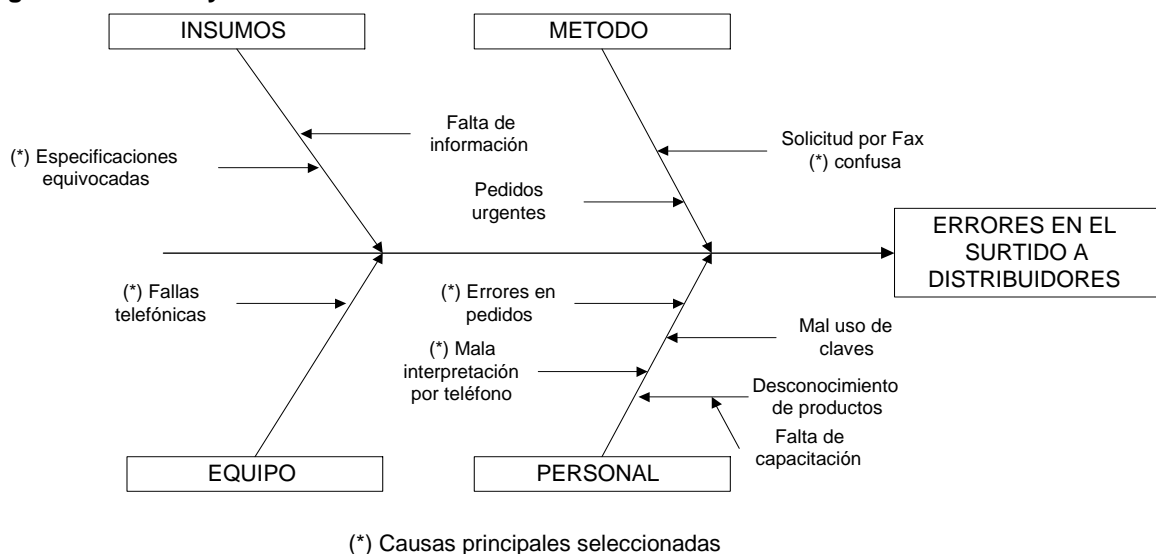 INSUMOS
METODO
Falta de
información
(*) Especificaciones
equivocadas
Solicitud por Fax
(*) confusa
Pedidos
urgentes
ERRORES EN EL
SURTIDO A
DISTRIBUIDORES
(*) Fallas
telefónicas
(*) Errores en
pedidos
Mal uso de
claves
(*) Mala
interpretación
por teléfono
Desconocimiento
de productos
Falta de
capacitación
EQUIPO
PERSONAL
(*) Causas principales seleccionadas